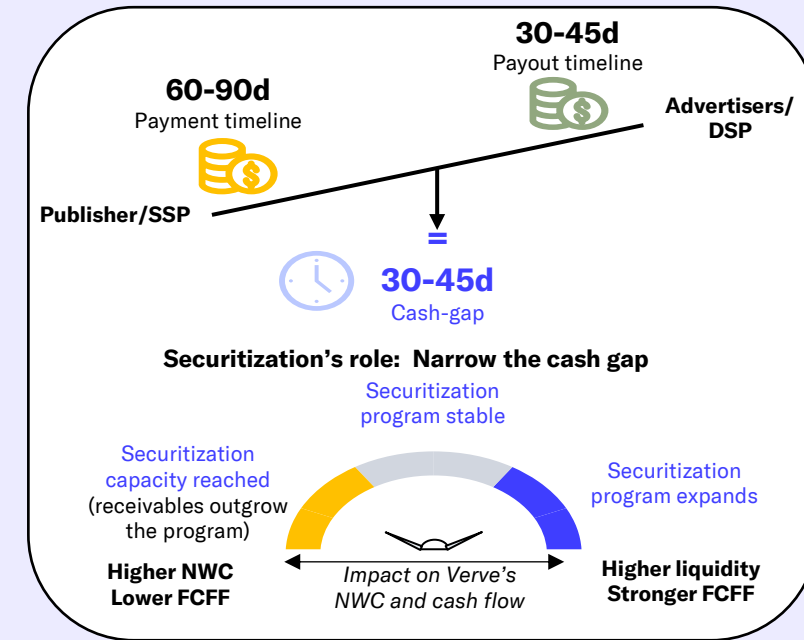 30-45d
Payout timeline
60-90d
Payment timeline
Advertisers/
DSP
Publisher/SSP
=
30-45d
Cash-gap
Securitization's role: Narrow the cash gap
Securitization
program stable
Securitization
capacity reached
(receivables outgrow
the program)
Securitization
program expands
Higher NWC
Lower FCFF
Impact on Verve's
NWC and cash flow
Higher liquidity
Stronger FCFF